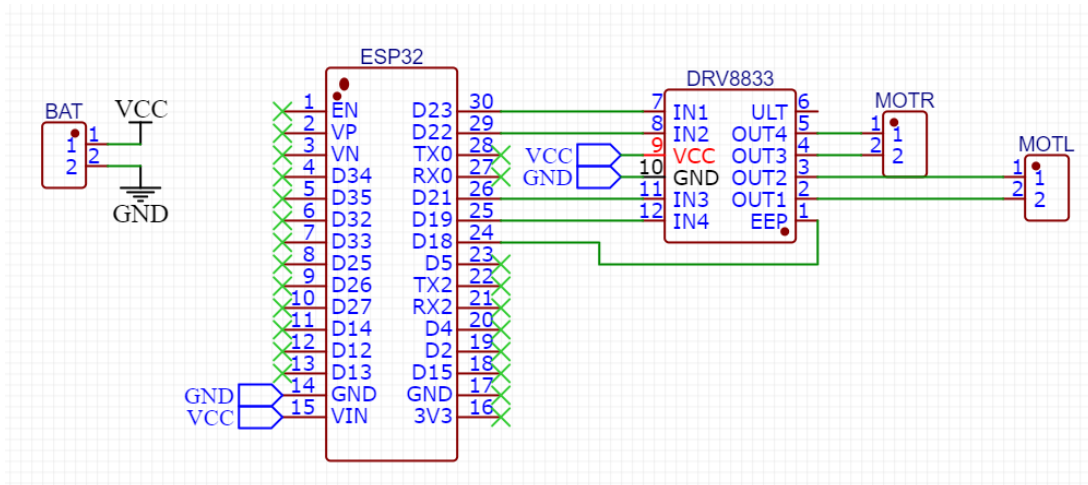 ESP32
DRV8833
BAT
VCC
MOTR
MOTL
1 1
2 2
GND
1 EN D23 30
2 VP D22 29
3 VN TX0 28
4 D34 RX0 27
5 D35 D21 26
6 D32 D19 25
7 D33 D18 24
8 D25 D5 23
9 D26 TX2 22
10 D27 RX2 21
11 D14 D4 20
12 D12 D2 19
13 D13 D15 18
GND 14 GND GND 17
VCC 15 VIN 3V3 16
7 IN1 ULT 6
8 IN2 OUT4 5
VCC 9 VCC OUT3 4
GND 10 GND OUT2 3
11 IN3 OUT1 2
12 IN4 EEP 1
1 1
2 2
1 1
2 2